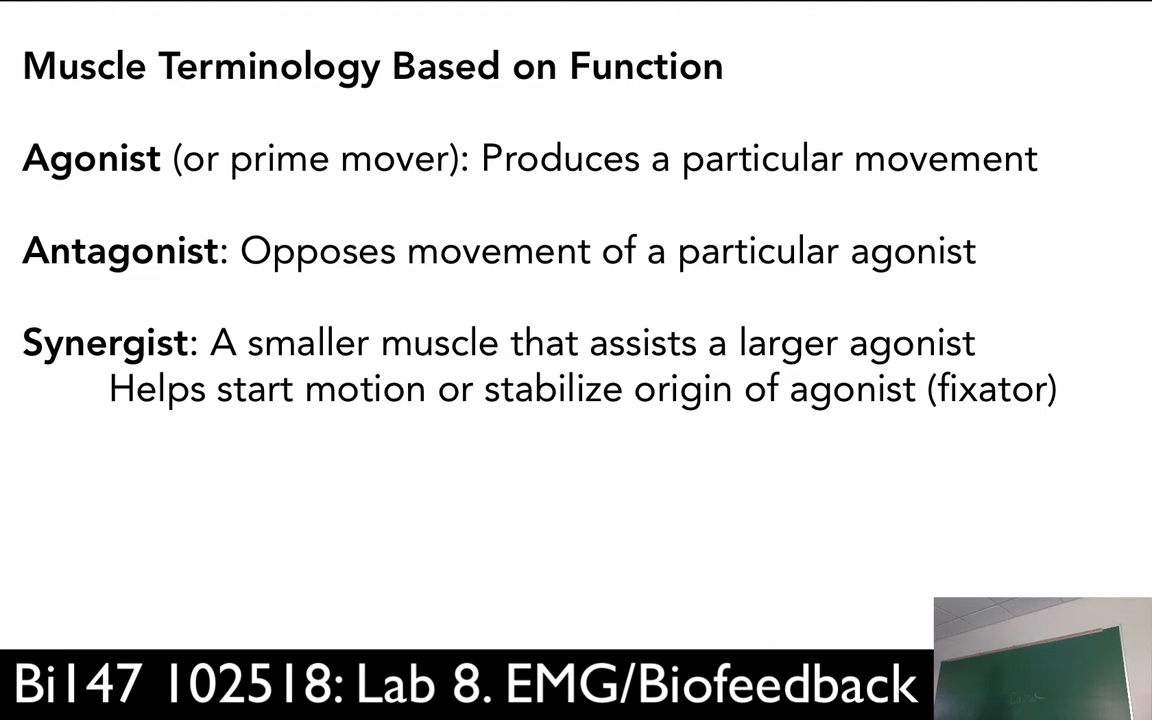 Muscle Terminology Based on Function
Agonist (or prime mover): Produces a particular movement
Antagonist: Opposes movement of a particular agonist
Synergist: A smaller muscle that assists a larger agonist
Helps start motion or stabilize origin of agonist (fixator)
Bi147 102518: Lab 8. EMG/Biofeedback